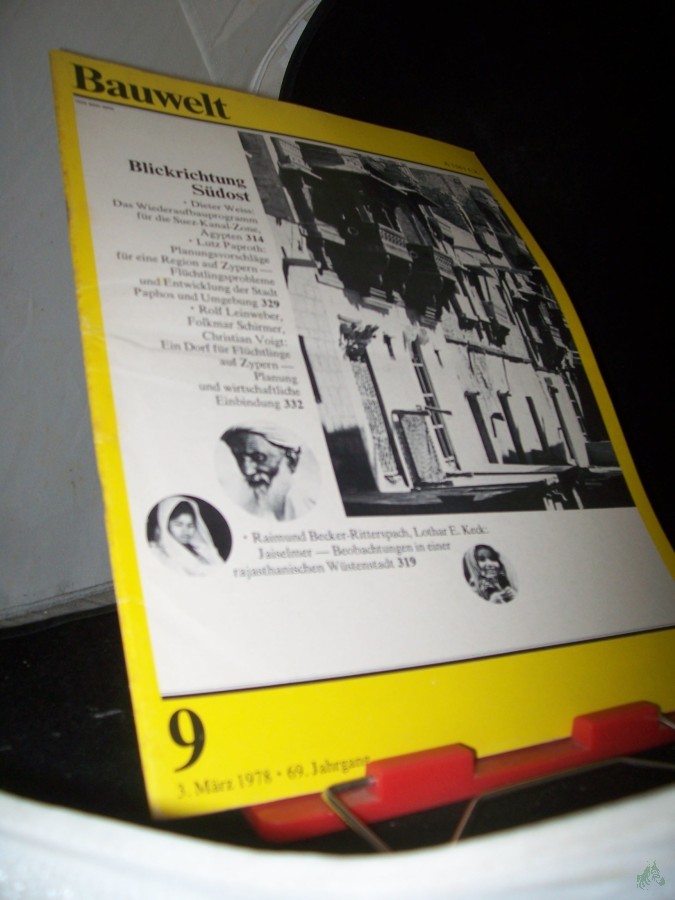 Bauwelt
Blickrichtung
Südost
• Dieter Weiss:
Das Wiederaufbauprogramm
für die Suez-Kanal-Zone,
Ägypten 314
• Lutz Paproth:
Planungsvorschläge
für eine Region auf Zypern —
Flüchtlingsprobleme
und Entwicklung der Stadt
Paphos und Umgebung 329
• Rolf Leinweber,
Folkmar Schirmer,
Christian Voigt:
Ein Dorf für Flüchtlinge
auf Zypern —
Planung
und wirtschaftliche
Einbindung 332
• Raimund Becker-Ritterspach, Lothar E. Keck:
Jaiselmer — Beobachtungen in einer
rajasthanischen Wüstenstadt 319
9
3. März 1978 • 69. Jahrgang